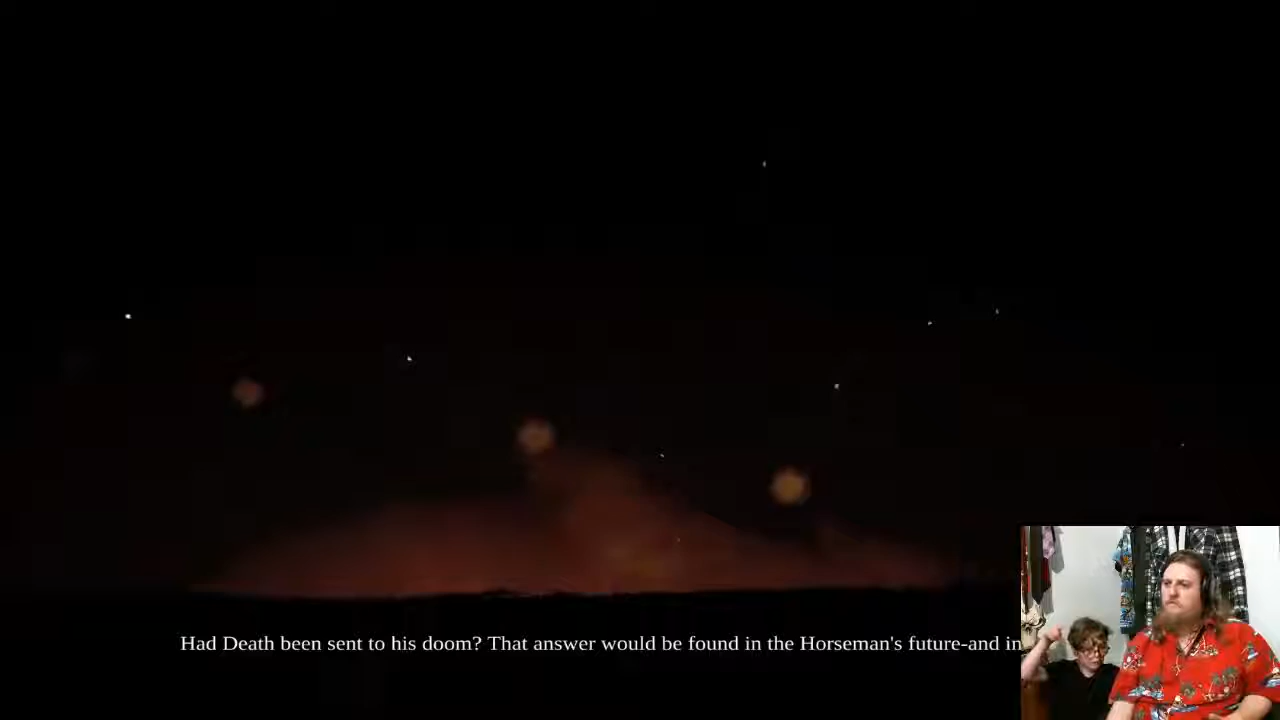 Had Death been sent to his doom? That answer would be found in the Horseman's future-and in